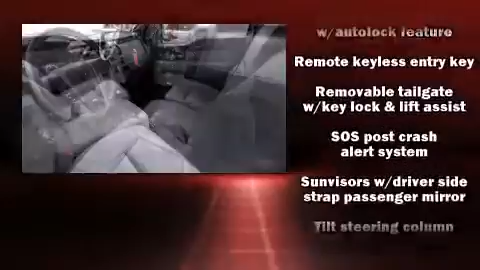 w/autolock feature
Remote keyless entry key
Removable tailgate
w/key lock & lift assist
SOS post crash
alert system
Sunvisors w/driver side
strap passenger mirror
Tilt steering column